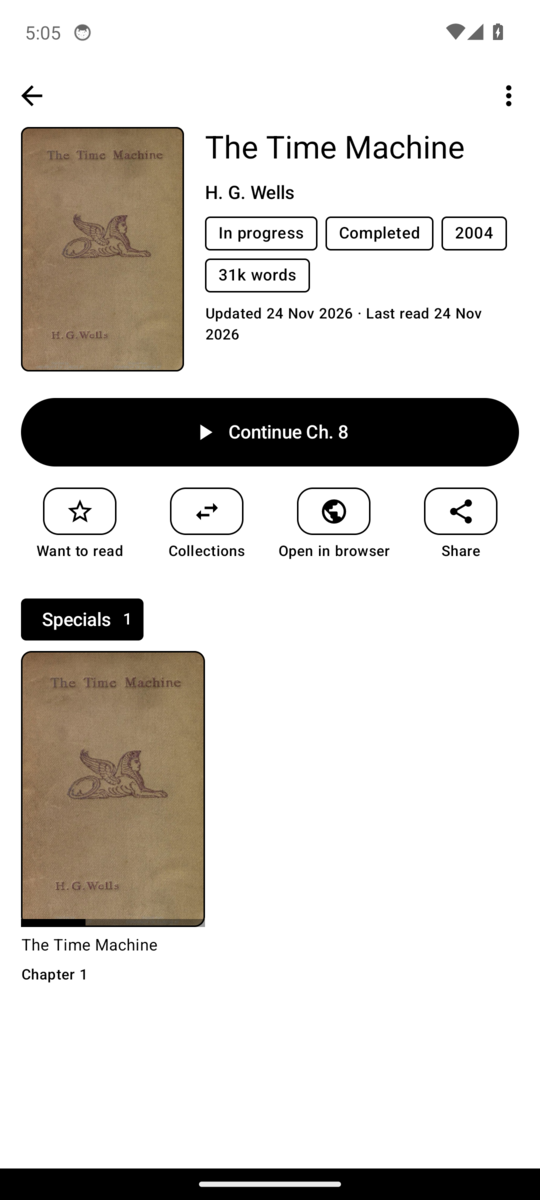 5:05
The Time Machine
H. G. Wells
The Time Machine
H. G. Wells
In progress
Completed
2004
31k words
Updated 24 Nov 2026 · Last read 24 Nov
2026
Continue Ch. 8
Want to read
Collections
Open in browser
Share
Specials 1
The Time Machine
H. G. Wells
The Time Machine
Chapter 1